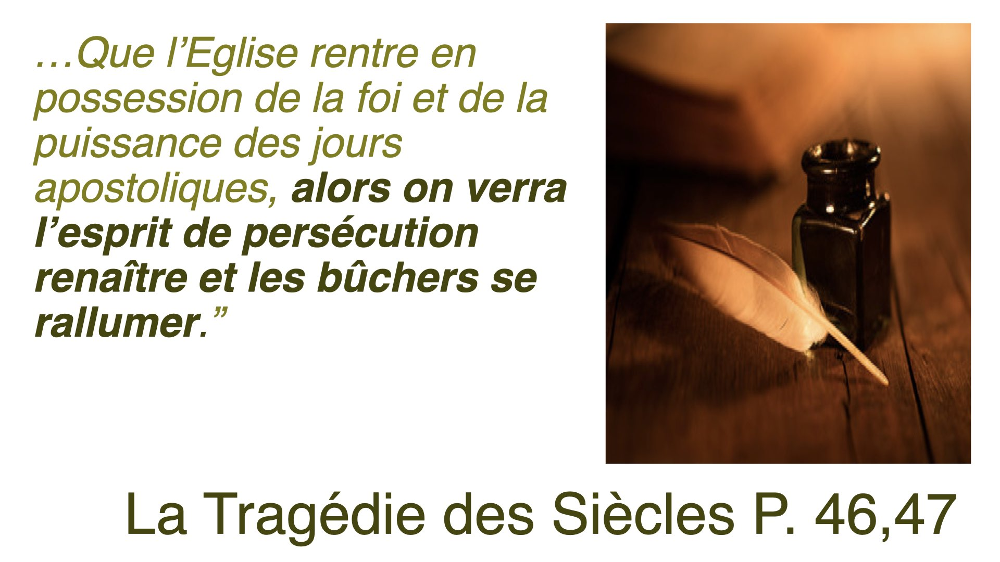 …Que l’Eglise rentre en
possession de la foi et de la
puissance des jours
apostoliques, alors on verra
l’esprit de persécution
renaître et les bûchers se
rallumer.”
La Tragédie des Siècles P. 46,47